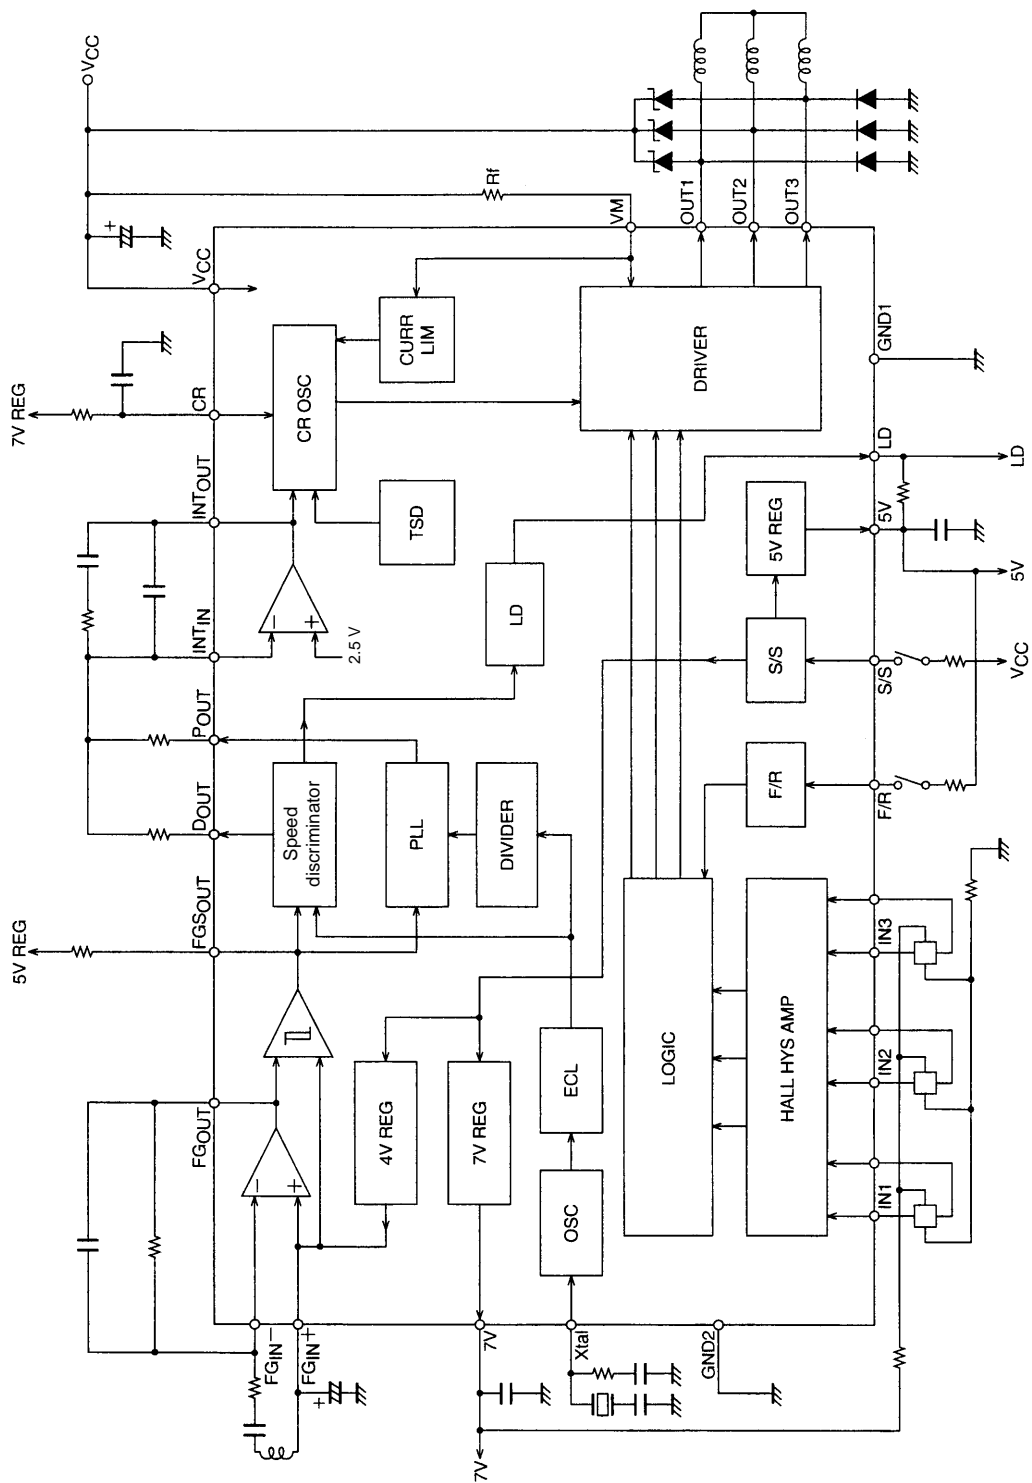 5V REG
7V REG
VCC
FGOUT
FGSOUT
DOUT
POUT
INTIN
INTOUT
CR
VCC
+
Rf
VM
FGIN−
FGIN+
+
−
+
Speed
discriminator
−
+
2.5 V
CR OSC
TSD
CURR
LIM
4V REG
7V REG
PLL
DIVIDER
LD
OSC
ECL
7V
7V
Xtal
GND2
LOGIC
DRIVER
OUT1
OUT2
OUT3
HALL HYS AMP
F/R
S/S
5V REG
IN1
IN2
IN3
F/R
S/S
5V
LD
GND1
VCC
5V
LD